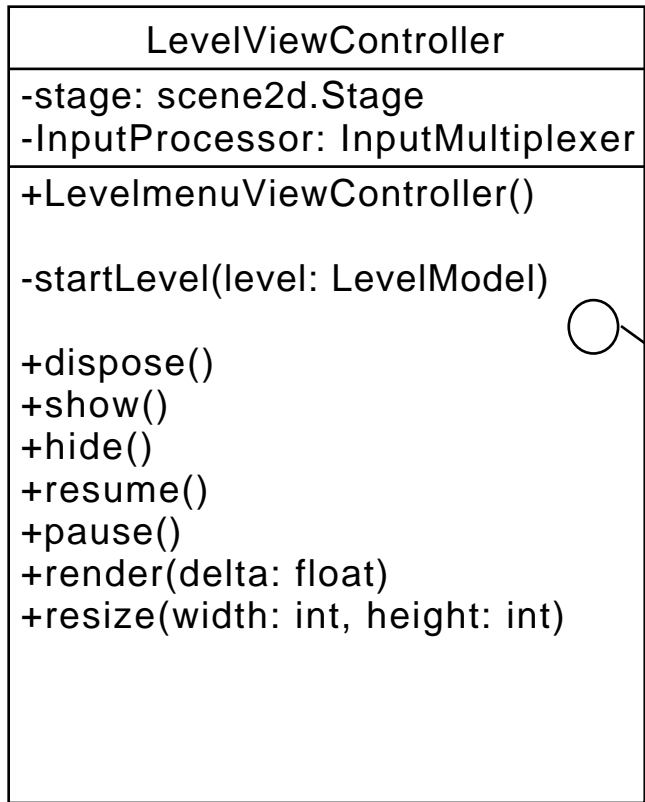 LevelViewController
-stage: scene2d.Stage
-InputProcessor: InputMultiplexer
+LevelmenuViewController()
-startLevel(level: LevelModel)
+dispose()
+show()
+hide()
+resume()
+pause()
+render(delta: float)
+resize(width: int, height: int)